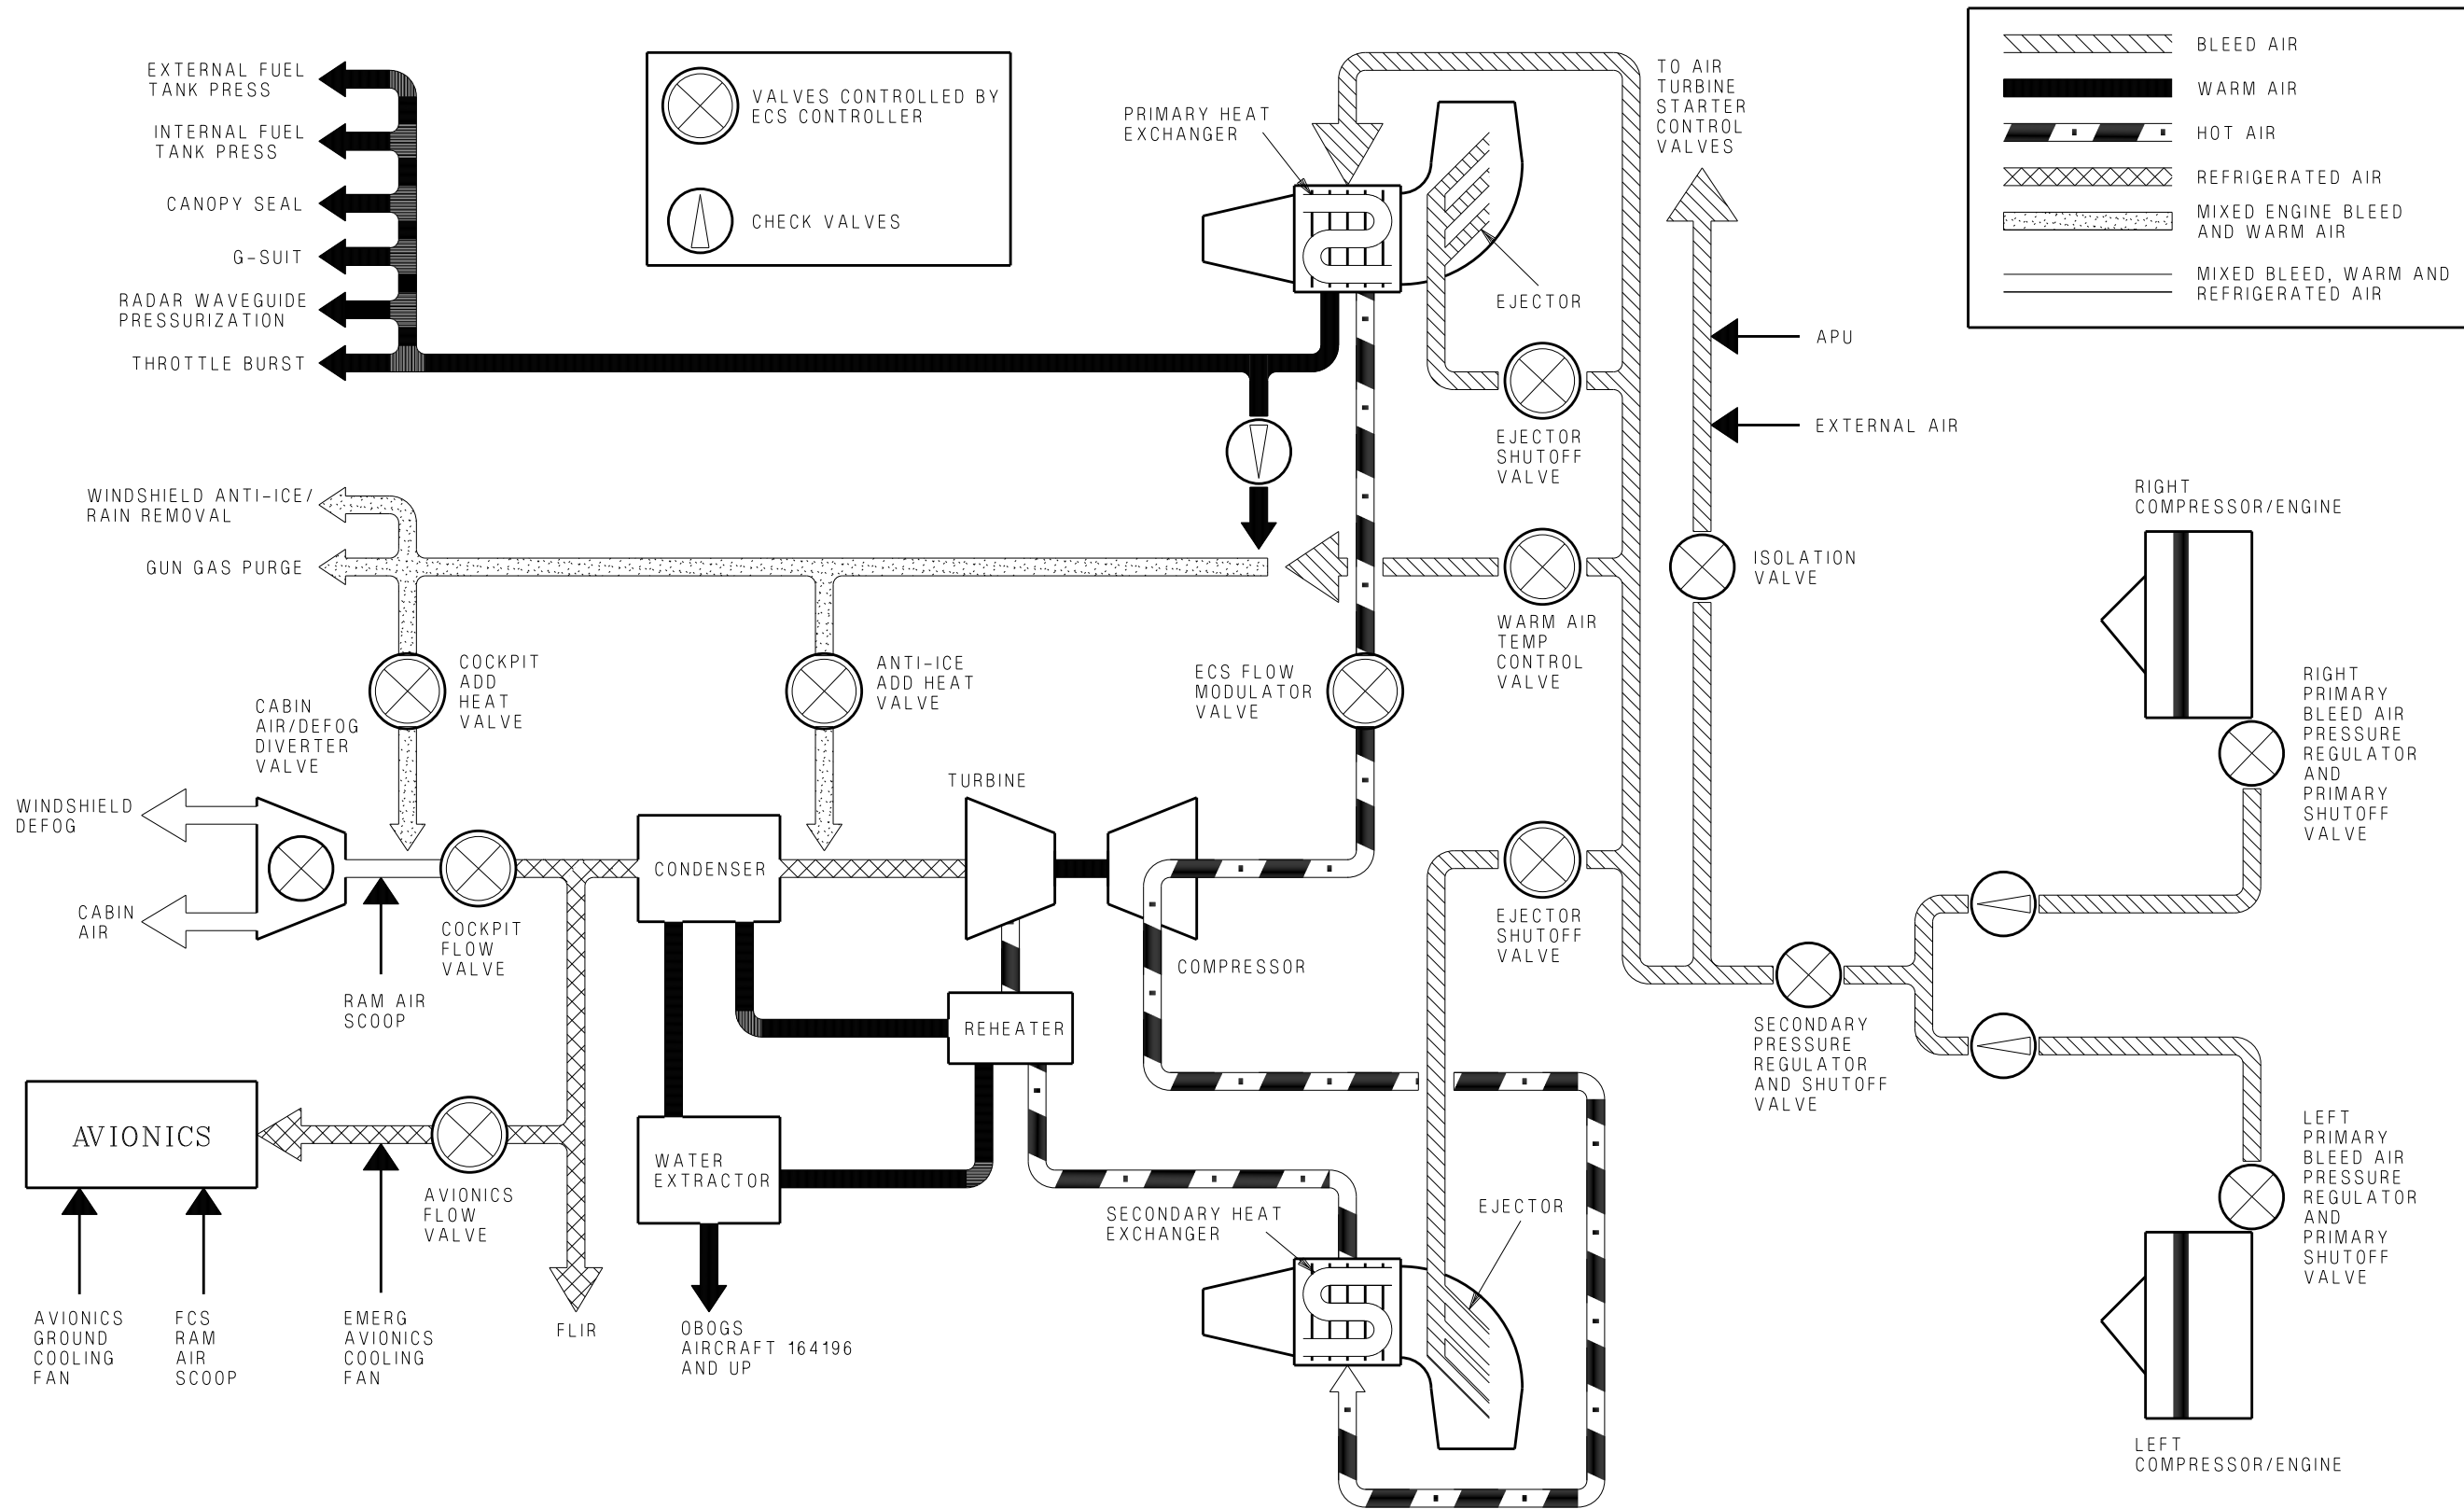 EXTERNAL FUEL
TANK PRESS
INTERNAL FUEL
TANK PRESS
CANOPY SEAL
G-SUIT
RADAR WAVEGUIDE
PRESSURIZATION
THROTTLE BURST
VALVES CONTROLLED BY
ECS CONTROLLER
CHECK VALVES
PRIMARY HEAT
EXCHANGER
EJECTOR
TO AIR
TURBINE
STARTER
CONTROL
VALVES
BLEED AIR
WARM AIR
HOT AIR
REFRIGERATED AIR
MIXED ENGINE BLEED
AND WARM AIR
MIXED BLEED, WARM AND
REFRIGERATED AIR
APU
EXTERNAL AIR
EJECTOR
SHUTOFF
VALVE
WINDSHIELD ANTI-ICE/
RAIN REMOVAL
GUN GAS PURGE
ISOLATION
VALVE
RIGHT
COMPRESSOR/ENGINE
COCKPIT
ADD
HEAT
VALVE
CABIN
AIR/DEFOG
DIVERTER
VALVE
ANTI-ICE
ADD HEAT
VALVE
ECS FLOW
MODULATOR
VALVE
WARM AIR
TEMP
CONTROL
VALVE
RIGHT
PRIMARY
BLEED AIR
PRESSURE
REGULATOR
AND
PRIMARY
SHUTOFF
VALVE
WINDSHIELD
DEFOG
CABIN
AIR
TURBINE
CONDENSER
COMPRESSOR
COCKPIT
FLOW
VALVE
RAM AIR
SCOOP
REHEATER
EJECTOR
SHUTOFF
VALVE
SECONDARY
PRESSURE
REGULATOR
AND SHUTOFF
VALVE
AVIONICS
AVIONICS
FLOW
VALVE
WATER
EXTRACTOR
SECONDARY HEAT
EXCHANGER
EJECTOR
LEFT
PRIMARY
BLEED AIR
PRESSURE
REGULATOR
AND
PRIMARY
SHUTOFF
VALVE
AVIONICS
GROUND
COOLING
FAN
FCS
RAM
AIR
SCOOP
EMERG
AVIONICS
COOLING
FAN
FLIR
OBOGS
AIRCRAFT 164196
AND UP
LEFT
COMPRESSOR/ENGINE